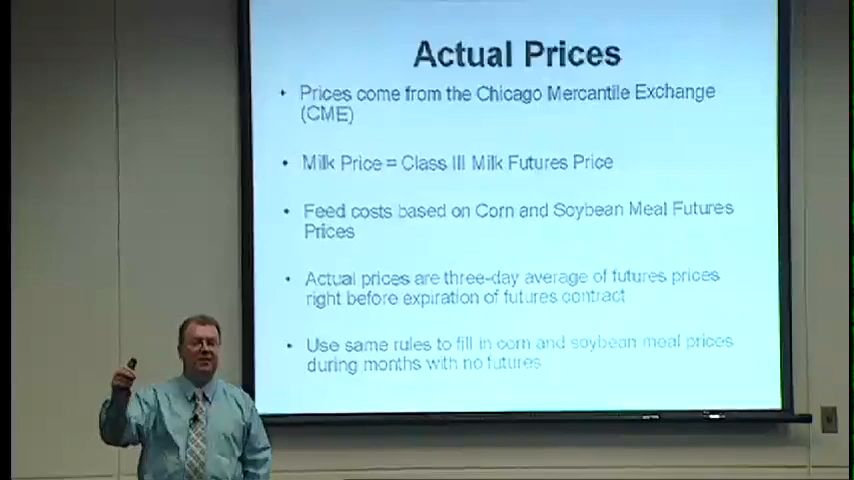 Actual Prices
• Prices come from the Chicago Mercantile Exchange
(CME)
• Milk Price = Class III Milk Futures Price
• Feed costs based on Corn and Soybean Meal Futures
Prices
• Actual prices are three-day average of futures prices
right before expiration of futures contract
• Use same rules to fill in corn and soybean meal prices
during months with no futures